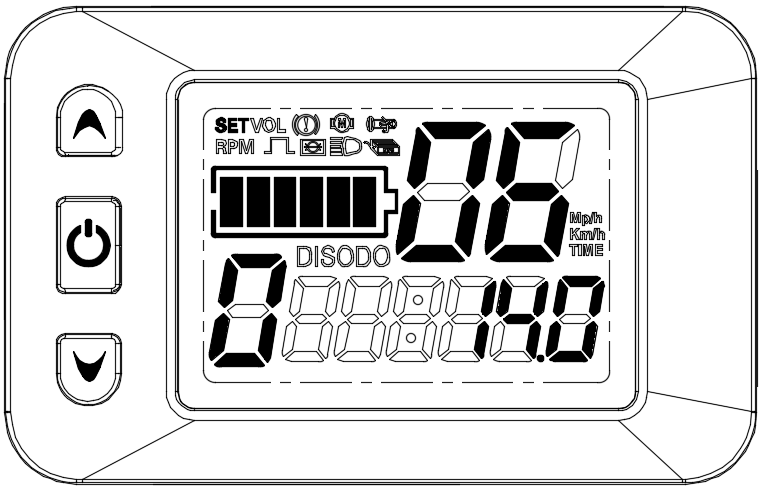 SET VOL
RPM
06
Mp/h
Km/h
TIME
DISODO
0 14.0